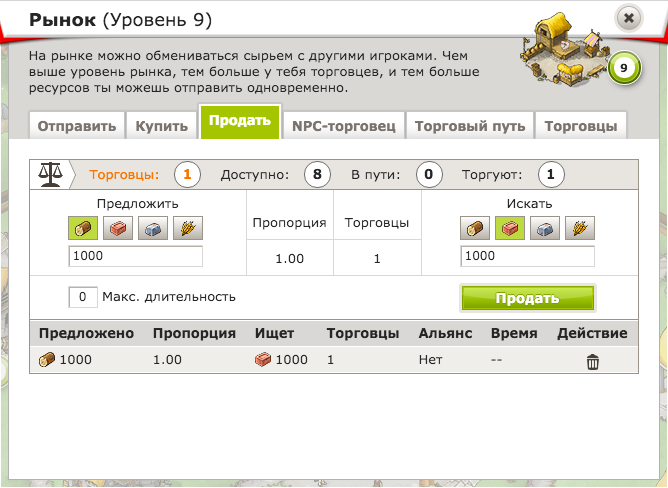 Рынок (Уровень 9)
На рынке можно обмениваться сырьем с другими игроками. Чем
выше уровень рынка, тем больше у тебя торговцев, и тем больше
ресурсов ты можешь отправить одновременно.
9
Отправить Купить Продать NPC-торговец Торговый путь Торговцы
Торговцы: 1 Доступно: 8 В пути: 0 Торгуют: 1
Предложить Пропорция Торговцы Искать
1000 1.00 1 1000
0 Макс. длительность Продать
Предложено Пропорция Ищет Торговцы Альянс Время Действие
1000 1.00 1000 1 Нет --